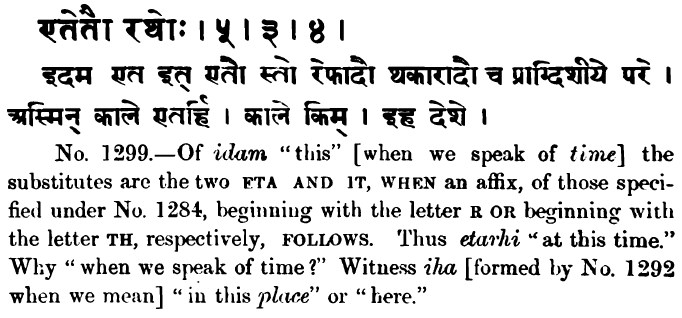 एतेतौ रथोः । ५ । ३ । ४ ।
इदम एत इत् एतौ स्तो रेफादौ थकारादौ च प्राग्दिशीये परे ।
अस्मिन् काले एतर्हि । काले किम् । इह देशे ।
No. 1299.—Of idam “this” [when we speak of time] the
substitutes are the two ETA AND IT, WHEN an affix, of those speci-
fied under No. 1284, beginning with the letter R OR beginning with
the letter TH, respectively, FOLLOWS. Thus etarhi “at this time.”
Why “when we speak of time?” Witness iha [formed by No. 1292
when we mean] “in this place” or “here.”